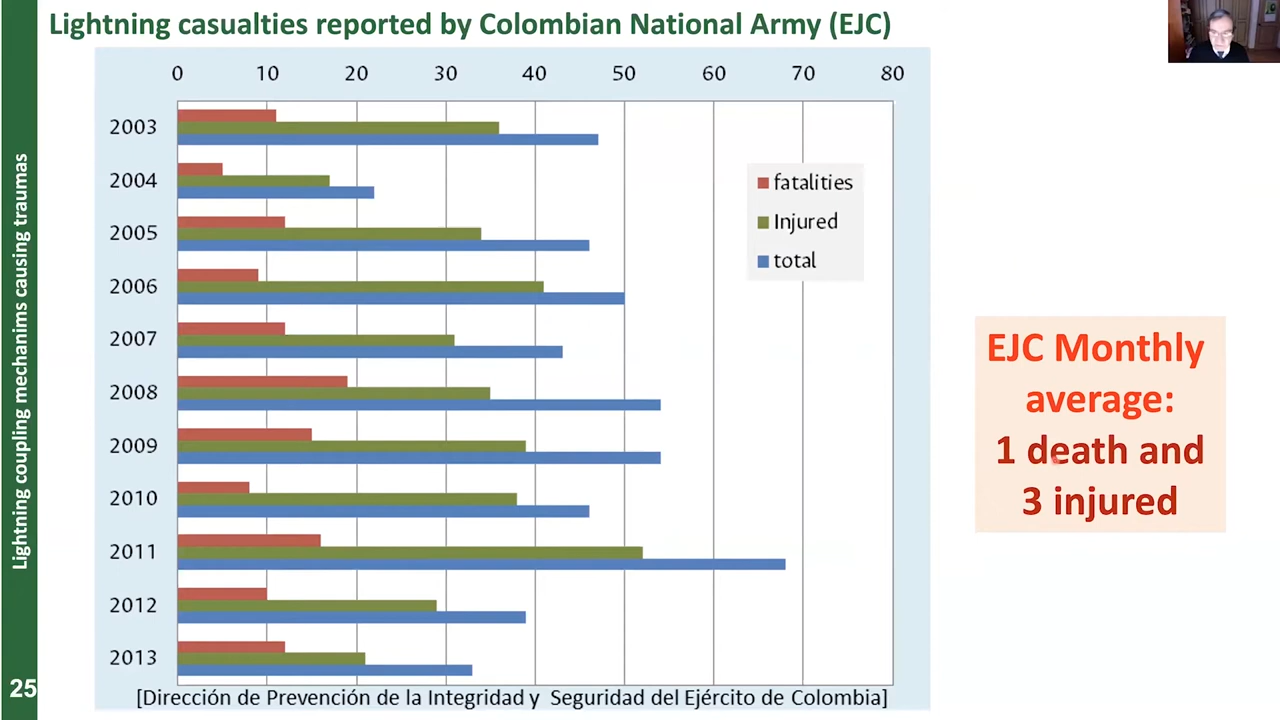 Lightning casualties reported by Colombian National Army (EJC)
Lightning coupling mechanims causing traumas
25
0 10 20 30 40 50 60 70 80
2003
2004
2005
2006
2007
2008
2009
2010
2011
2012
2013
fatalities
Injured
total
[Dirección de Prevención de la Integridad y Seguridad del Ejército de Colombia]
EJC Monthly
average:
1 death and
3 injured